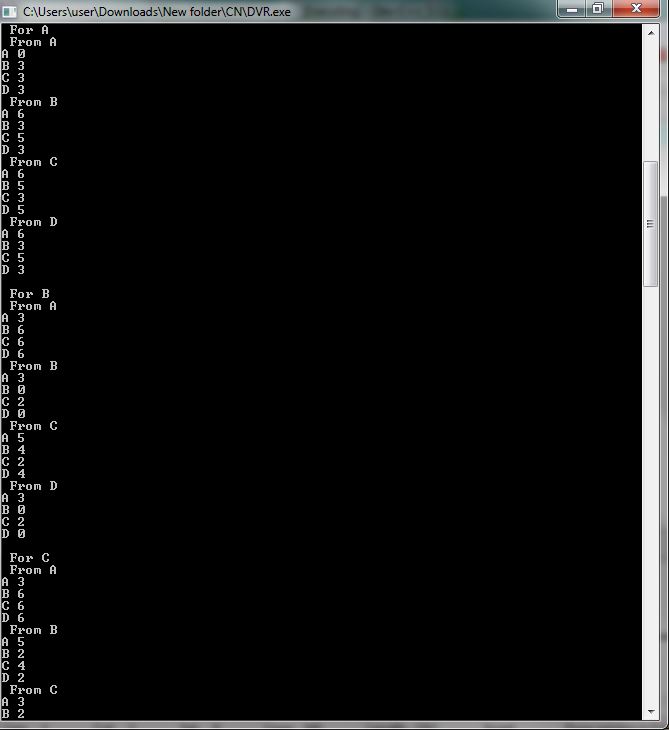 C:\Users\user\Downloads\New folder\CN\DVR.exe
For A
From A
A 0
B 3
C 3
D 3
From B
A 6
B 3
C 5
D 3
From C
A 6
B 5
C 3
D 5
From D
A 6
B 3
C 5
D 3
For B
From A
A 3
B 6
C 6
D 6
From B
A 3
B 0
C 2
D 0
From C
A 5
B 4
C 2
D 4
From D
A 3
B 0
C 2
D 0
For C
From A
A 3
B 6
C 6
D 6
From B
A 5
B 2
C 4
D 2
From C
A 3
B 2